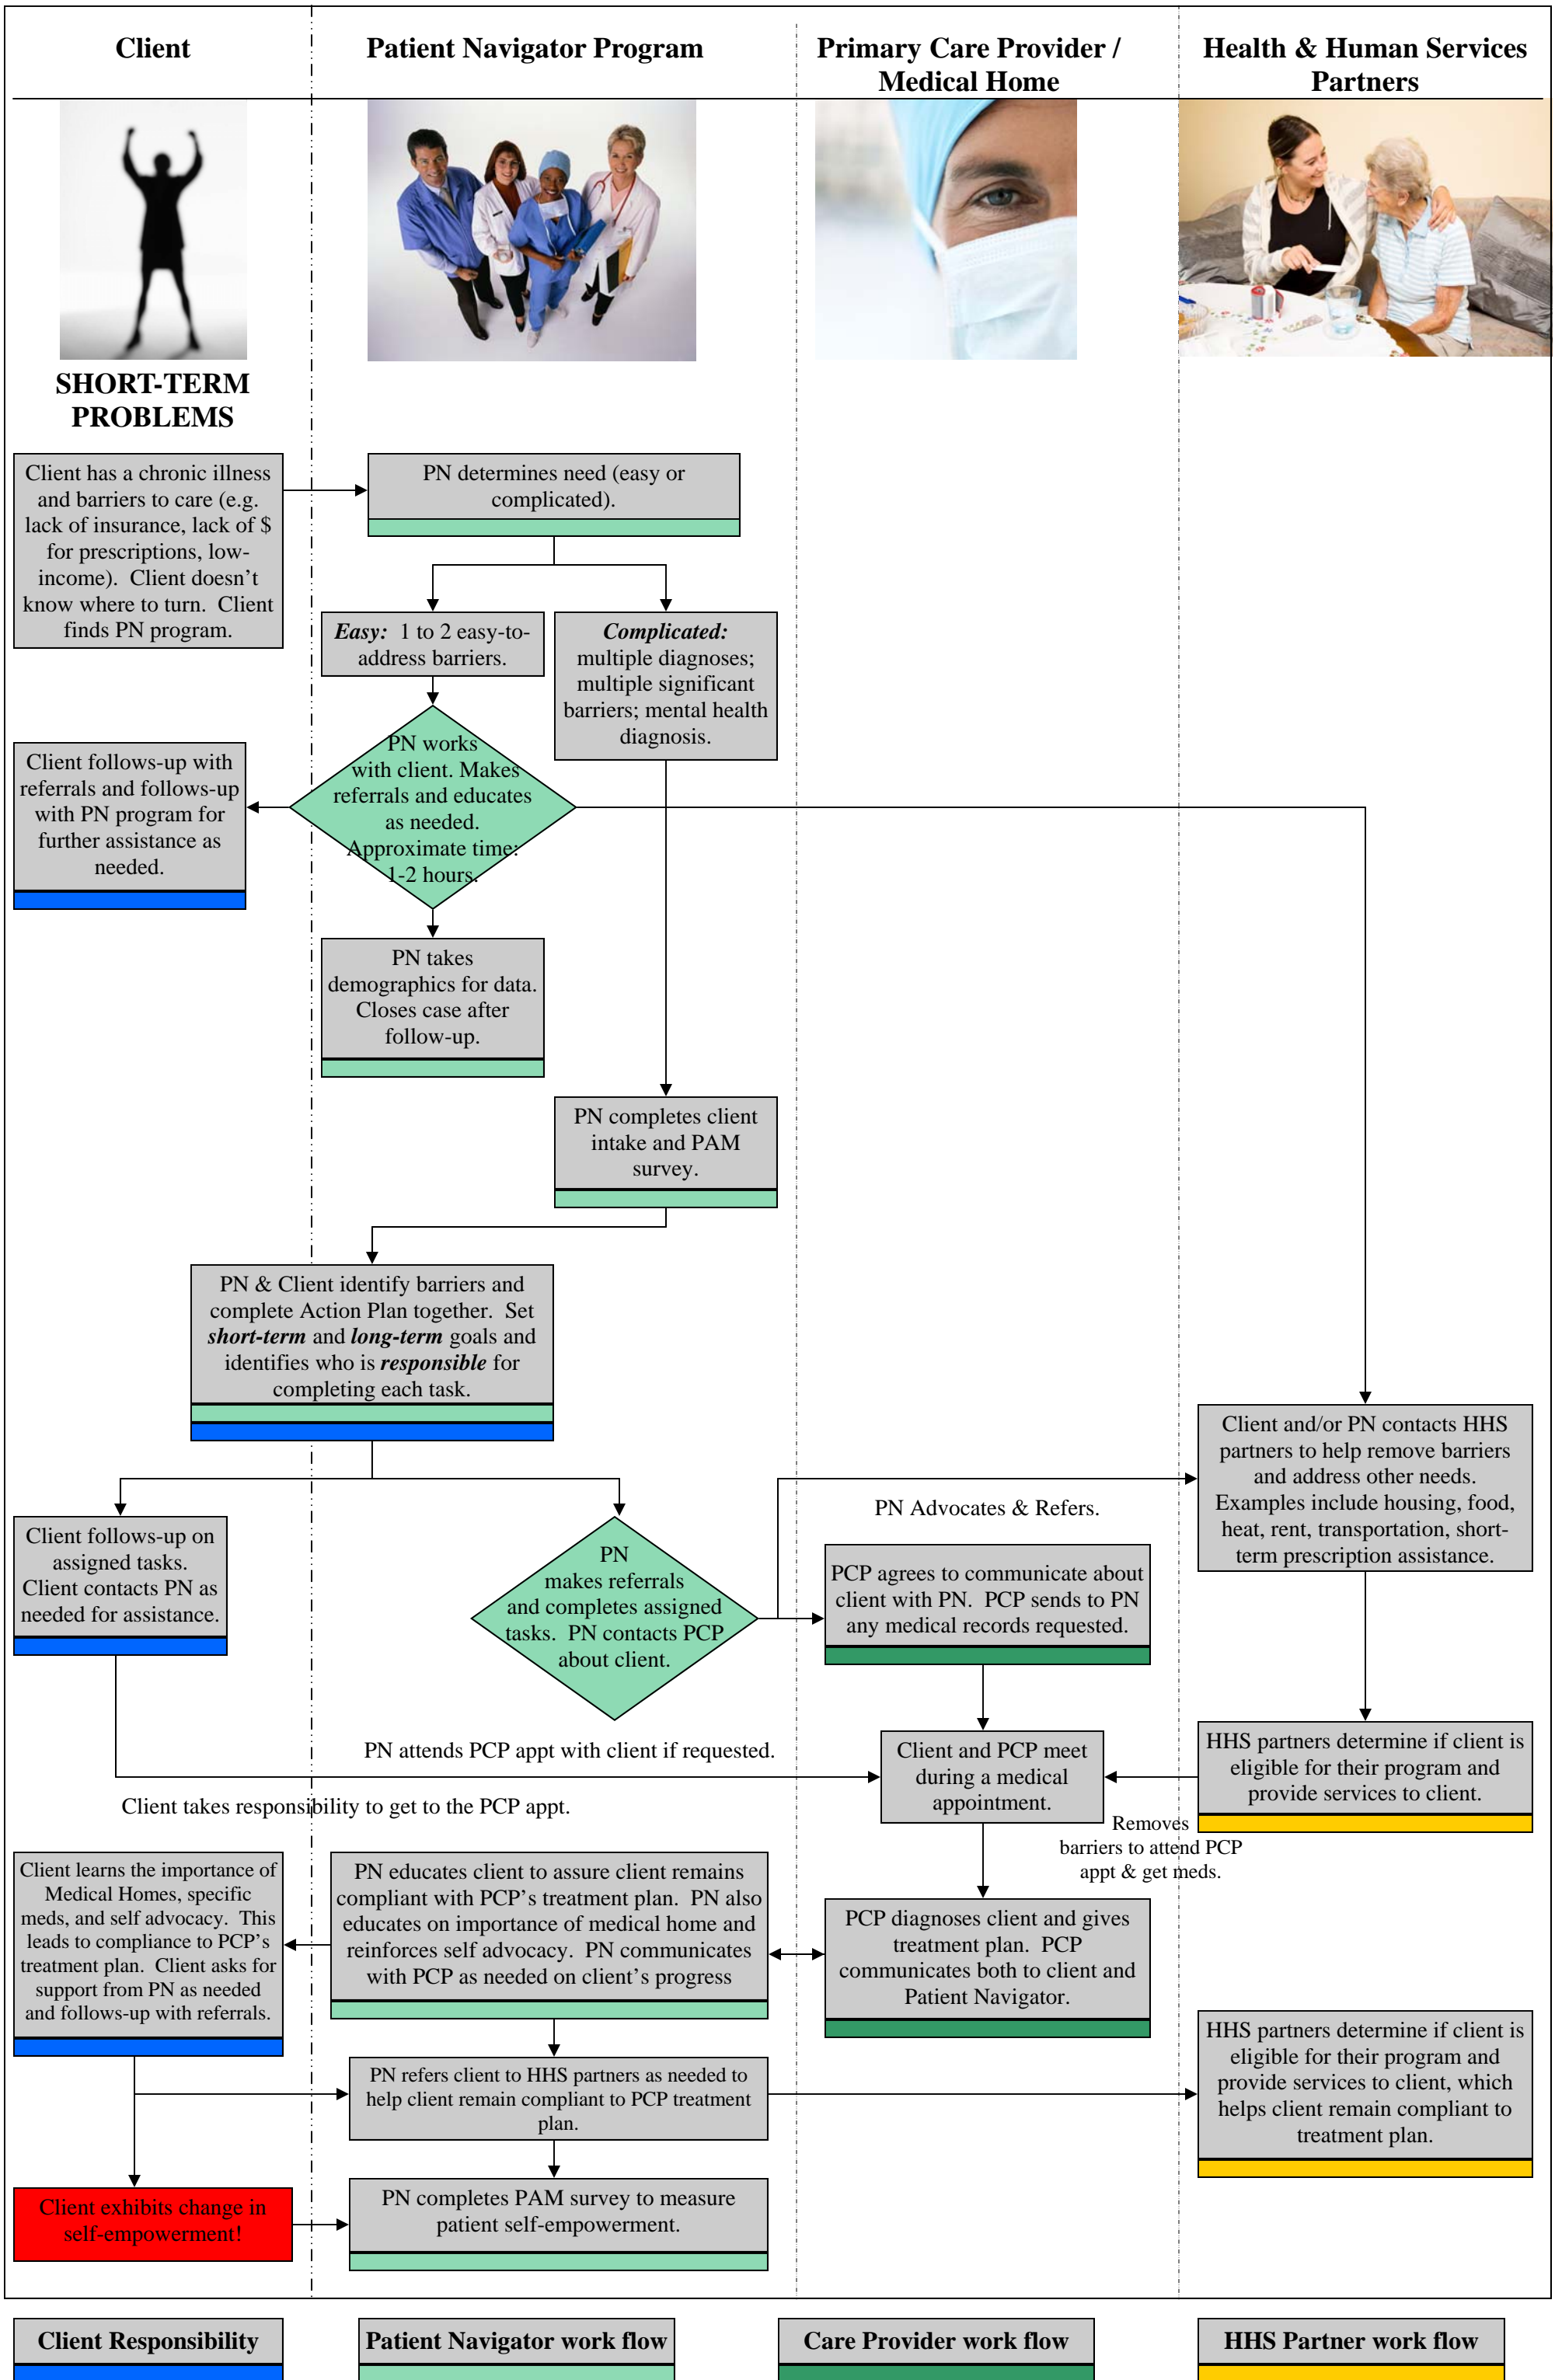 Client
Patient Navigator Program
Primary Care Provider /
Medical Home
Health & Human Services
Partners
SHORT-TERM
PROBLEMS
Client has a chronic illness
and barriers to care (e.g.
lack of insurance, lack of $
for prescriptions, low-
income).  Client doesn't
know where to turn.  Client
finds PN program.
PN determines need (easy or
complicated).
Easy:  1 to 2 easy-to-
address barriers.
Complicated:
multiple diagnoses;
multiple significant
barriers; mental health
diagnosis.
PN works
with client. Makes
referrals and educates
as needed.
Approximate time:
1-2 hours.
Client follows-up with
referrals and follows-up
with PN program for
further assistance as
needed.
PN takes
demographics for data.
Closes case after
follow-up.
PN completes client
intake and PAM
survey.
PN & Client identify barriers and
complete Action Plan together.  Set
short-term and long-term goals and
identifies who is responsible for
completing each task.
Client and/or PN contacts HHS
partners to help remove barriers
and address other needs.
Examples include housing, food,
heat, rent, transportation, short-
term prescription assistance.
Client follows-up on
assigned tasks.
Client contacts PN as
needed for assistance.
PN
makes referrals
and completes assigned
tasks.  PN contacts PCP
about client.
PN Advocates & Refers.
PCP agrees to communicate about
client with PN.  PCP sends to PN
any medical records requested.
PN attends PCP appt with client if requested.
Client takes responsibility to get to the PCP appt.
Client and PCP meet
during a medical
appointment.
HHS partners determine if client is
eligible for their program and
provide services to client.
Removes
barriers to attend PCP
appt & get meds.
Client learns the importance of
Medical Homes, specific
meds, and self advocacy.  This
leads to compliance to PCP's
treatment plan.  Client asks for
support from PN as needed
and follows-up with referrals.
PN educates client to assure client remains
compliant with PCP's treatment plan.  PN also
educates on importance of medical home and
reinforces self advocacy.  PN communicates
with PCP as needed on client's progress
PCP diagnoses client and gives
treatment plan.  PCP
communicates both to client and
Patient Navigator.
PN refers client to HHS partners as needed to
help client remain compliant to PCP treatment
plan.
HHS partners determine if client is
eligible for their program and
provide services to client, which
helps client remain compliant to
treatment plan.
Client exhibits change in
self-empowerment!
PN completes PAM survey to measure
patient self-empowerment.
Client Responsibility
Patient Navigator work flow
Care Provider work flow
HHS Partner work flow